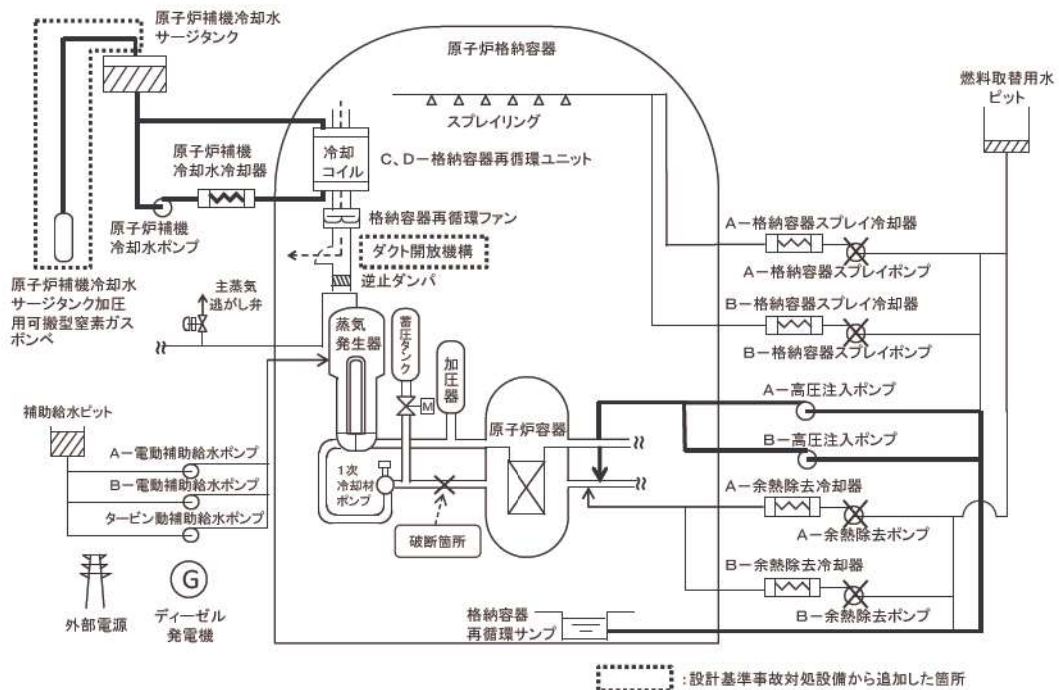 原子炉補機冷却水
サージタンク
原子炉格納容器
燃料取替用水
ピット
スプレイリング
冷却
コイル
C、D－格納容器再循環ユニット
原子炉補機
冷却水冷却器
原子炉補機
冷却水ポンプ
格納容器再循環ファン
ダクト開放機構
逆止ダンパ
A－格納容器スプレイ冷却器
A－格納容器スプレイポンプ
B－格納容器スプレイ冷却器
B－格納容器スプレイポンプ
原子炉補機冷却水
サージタンク加圧
用可搬型窒素ガス
ボンベ
主蒸気
逃がし弁
蒸気
発生器
蓄圧タンク
加圧器
M
原子炉容器
A－高圧注入ポンプ
B－高圧注入ポンプ
補助給水ピット
A－電動補助給水ポンプ
B－電動補助給水ポンプ
タービン動補助給水ポンプ
1次
冷却材
ポンプ
破断箇所
A－余熱除去冷却器
A－余熱除去ポンプ
B－余熱除去冷却器
B－余熱除去ポンプ
外部電源
G
ディーゼル
発電機
格納容器
再循環サンプ
：設計基準事故対処設備から追加した箇所